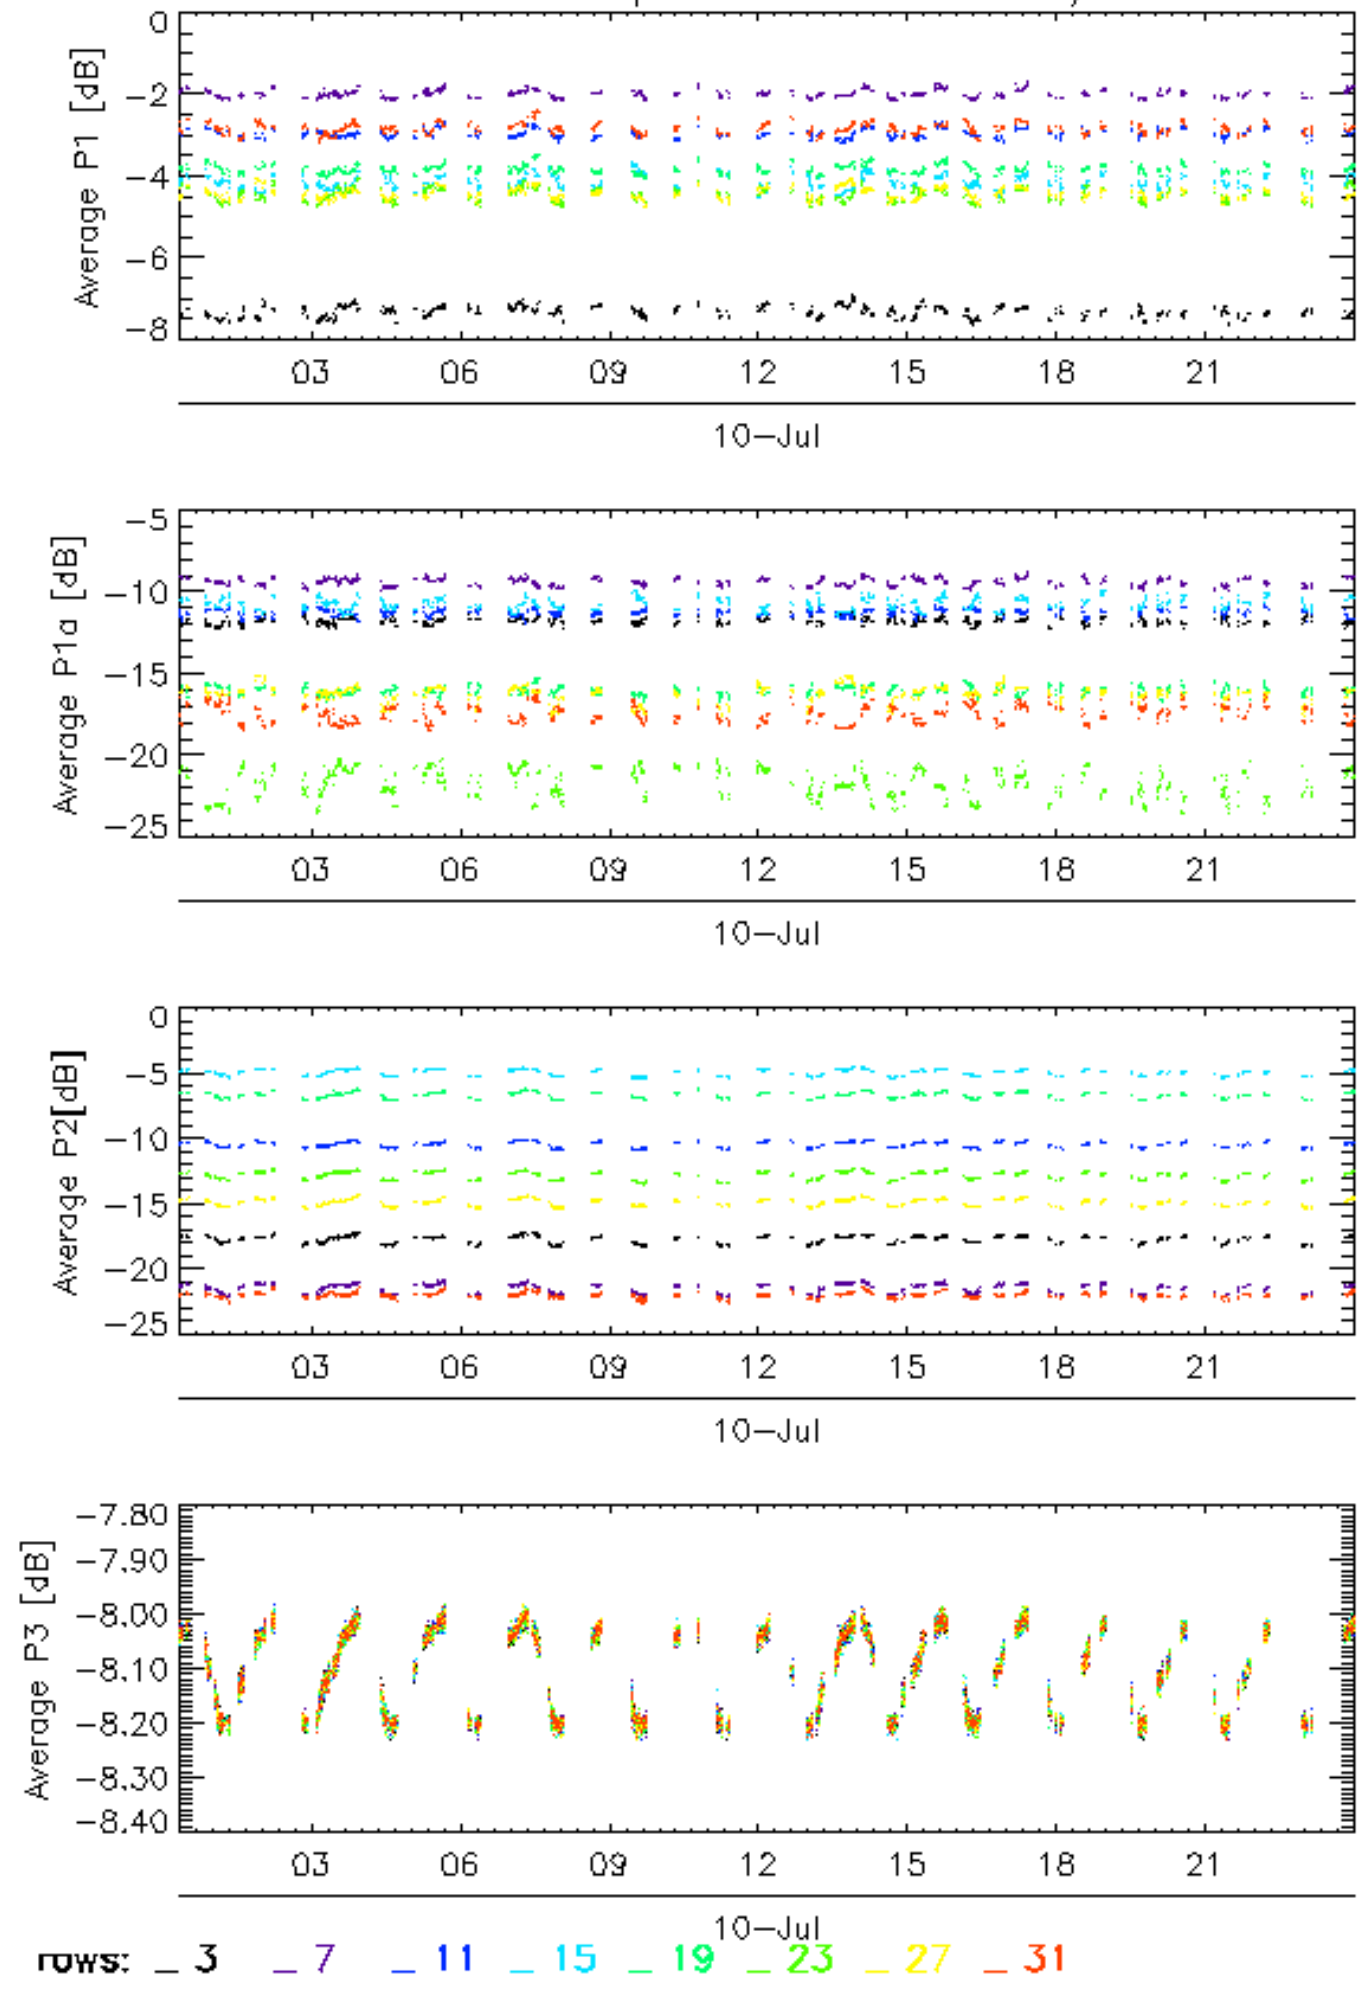 Average P1 [dB]
0
−2
−4
−6
−8
03 06 09 12 15 18 21
10−Jul
Average P1a [dB]
−5
−10
−15
−20
−25
03 06 09 12 15 18 21
10−Jul
Average P2[dB]
0
−5
−10
−15
−20
−25
03 06 09 12 15 18 21
10−Jul
Average P3 [dB]
−7.80
−7.90
−8.00
−8.10
−8.20
−8.30
−8.40
03 06 09 12 15 18 21
10−Jul
rows: _ 3 _ 7 _ 11 _ 15 _ 19 _ 23 _ 27 _ 31